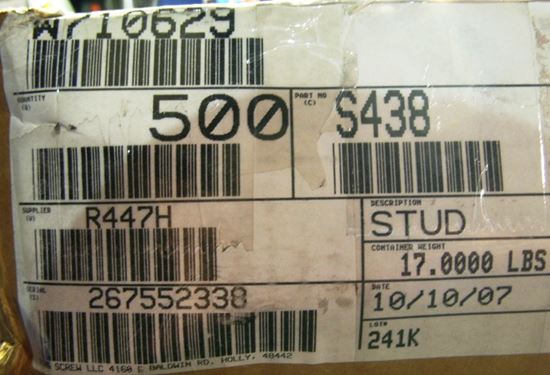 W710629
QUANTITY
(Q)
500
PART NO
(C)
S438
SUPPLIER
(V)
R447H
DESCRIPTION
STUD
CONTAINER WEIGHT
17.0000 LBS
SERIAL
(S)
267552338
DATE
10/10/07
LOT#
241K
SCREW LLC 4160 E BALDWIN RD. HOLLY, 48442